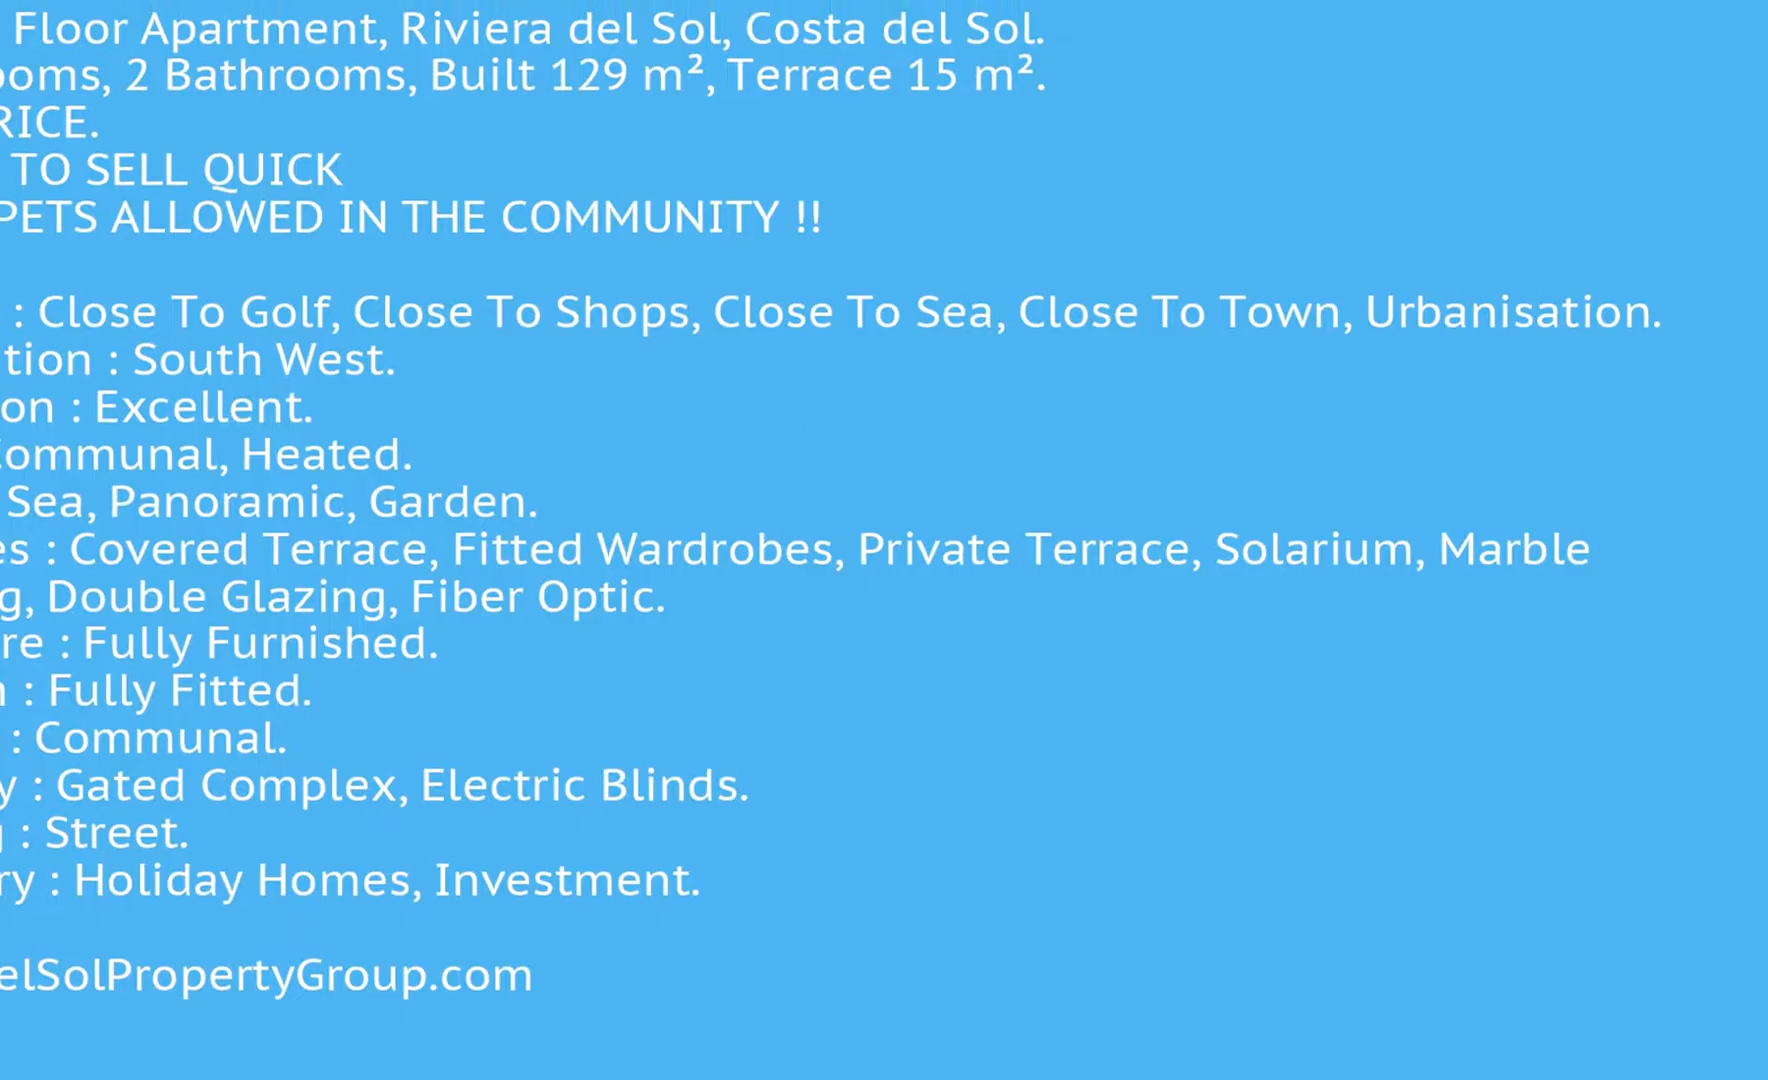 Floor Apartment, Riviera del Sol, Costa del Sol.
ooms, 2 Bathrooms, Built 129 m², Terrace 15 m².
RICE.
TO SELL QUICK
PETS ALLOWED IN THE COMMUNITY !!
: Close To Golf, Close To Shops, Close To Sea, Close To Town, Urbanisation.
tion : South West.
on : Excellent.
Communal, Heated.
Sea, Panoramic, Garden.
es : Covered Terrace, Fitted Wardrobes, Private Terrace, Solarium, Marble
g, Double Glazing, Fiber Optic.
re : Fully Furnished.
: Fully Fitted.
: Communal.
y : Gated Complex, Electric Blinds.
: Street.
ry : Holiday Homes, Investment.
elSolPropertyGroup.com